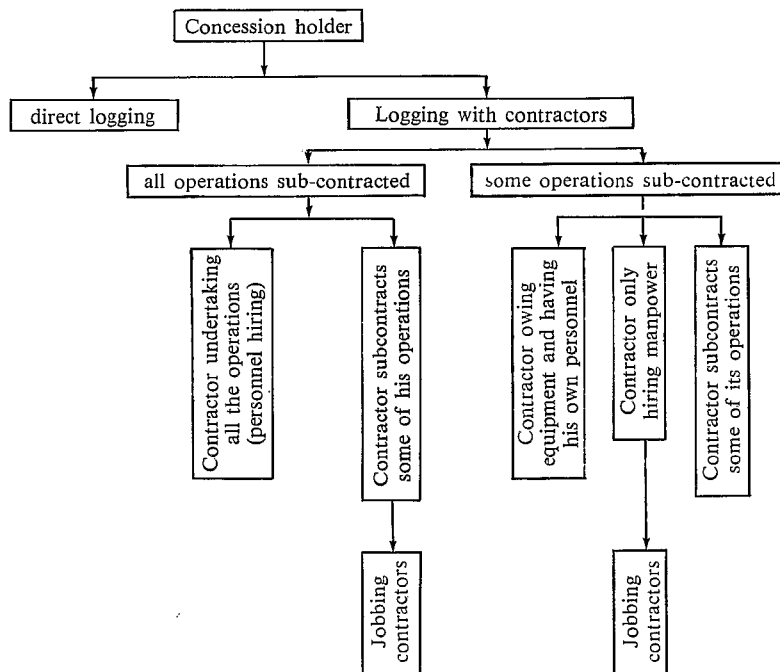 Concession holder
direct logging
Logging with contractors
all operations sub-contracted
some operations sub-contracted
Contractor undertaking
all the operations
(personnel hiring)
Contractor subcontracts
some of his operations
Contractor owing
equipment and having
his own personnel
Contractor only
hiring manpower
Contractor subcontracts
some of its operations
Jobbing
contractors
Jobbing
contractors